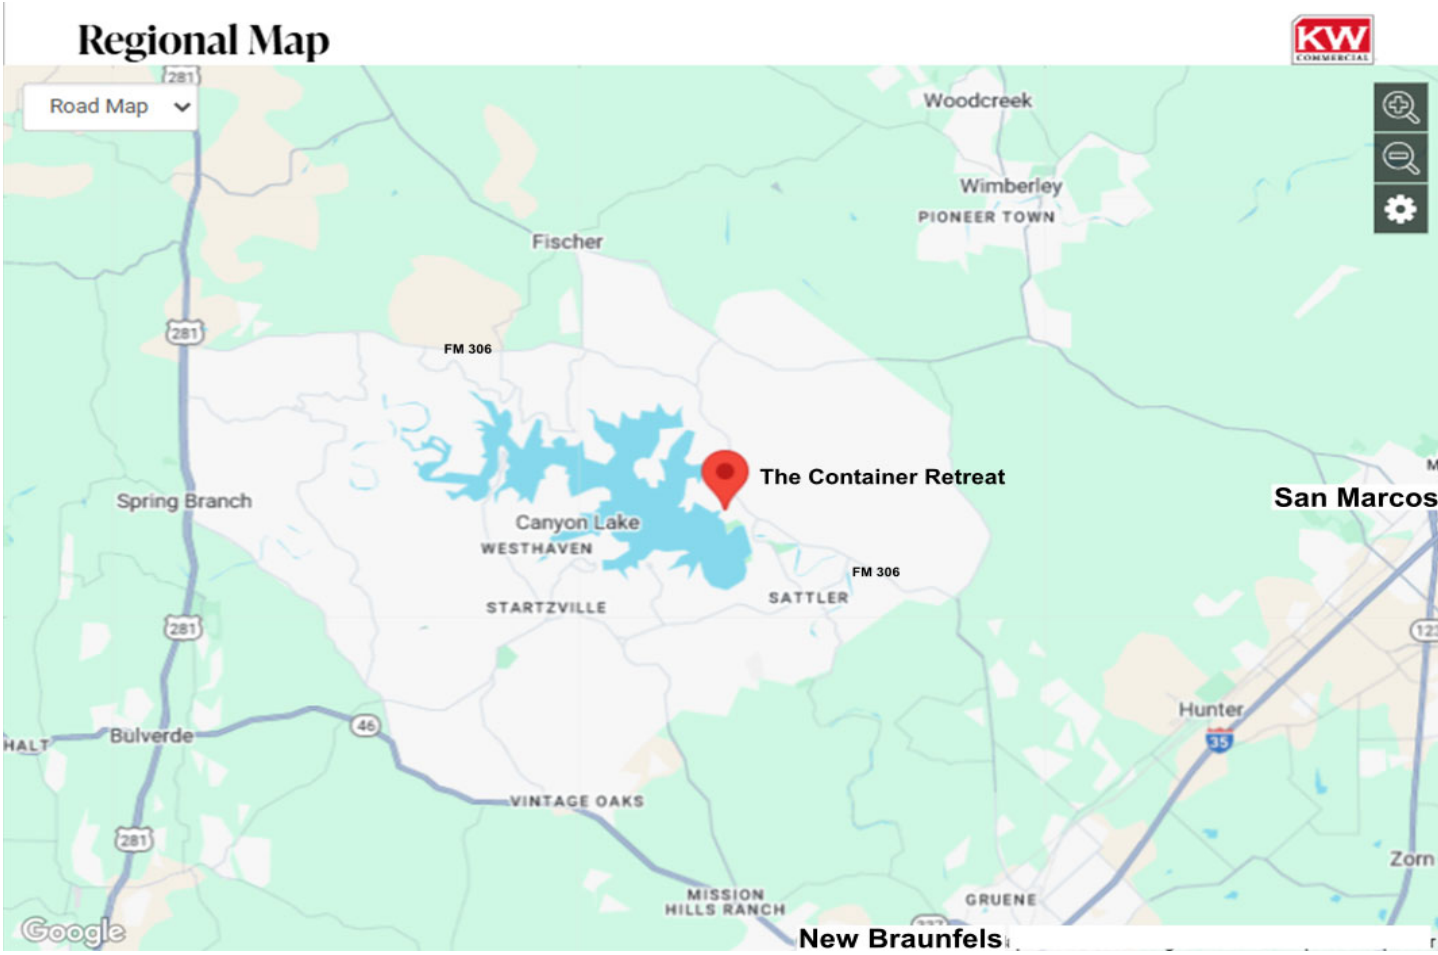 Regional Map
KW
COMMERCIAL
281
Road Map
Woodcreek
Wimberley
PIONEER TOWN
Fischer
281
FM 306
The Container Retreat
San Marcos
Spring Branch
Canyon Lake
WESTHAVEN
FM 306
SATTLER
STARTZVILLE
281
123
Hunter
35
46
Bulverde
HALT
VINTAGE OAKS
281
Zorn
MISSION
HILLS RANCH
GRUENE
Google
New Braunfels